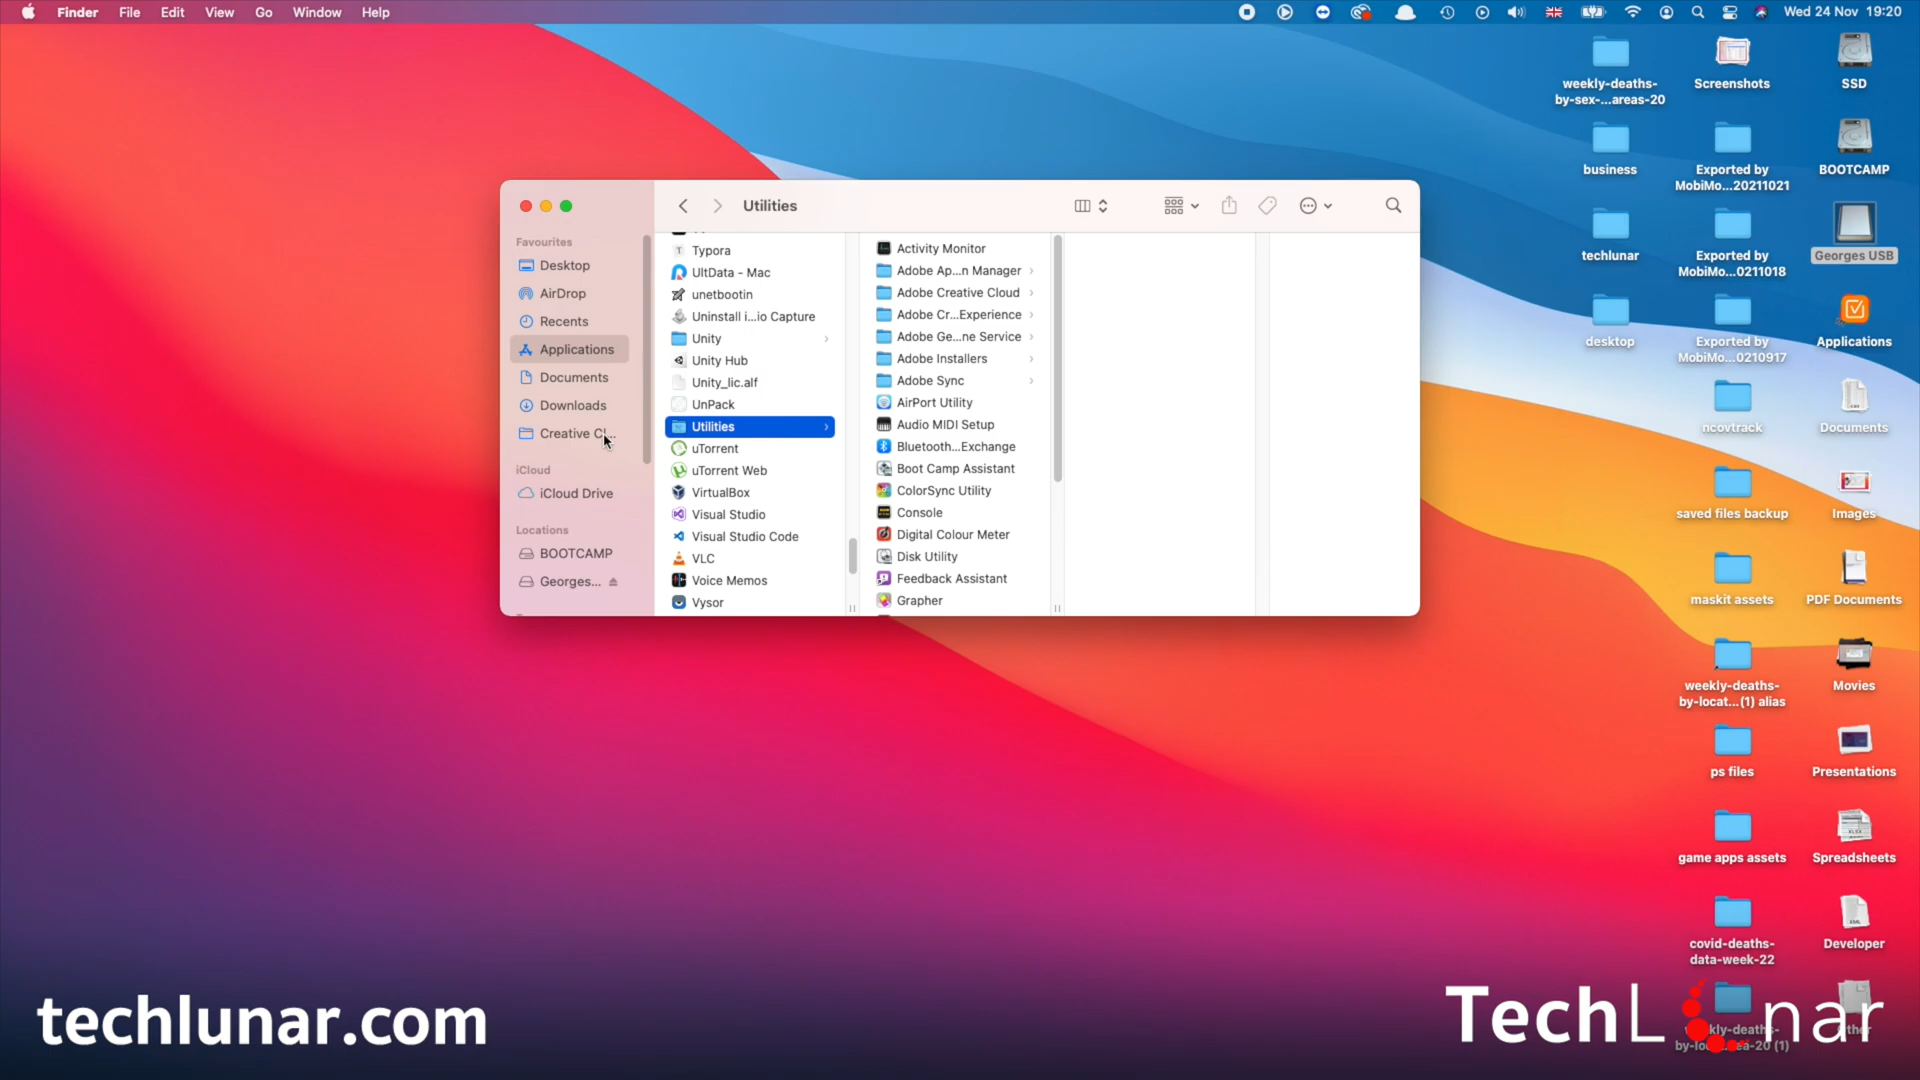 Finder File Edit View Go Window Help
Wed 24 Nov 19:20
Utilities
Favourites
Desktop
AirDrop
Recents
Applications
Documents
Downloads
Creative Cl...
iCloud
iCloud Drive
Locations
BOOTCAMP
Georges...
Typora
UltData - Mac
unetbootin
Uninstall i...io Capture
Unity
Unity Hub
Unity_lic.alf
UnPack
Utilities
uTorrent
uTorrent Web
VirtualBox
Visual Studio
Visual Studio Code
VLC
Voice Memos
Vysor
Activity Monitor
Adobe Ap...n Manager
Adobe Creative Cloud
Adobe Cr...Experience
Adobe Ge...ne Service
Adobe Installers
Adobe Sync
AirPort Utility
Audio MIDI Setup
Bluetooth...Exchange
Boot Camp Assistant
ColorSync Utility
Console
Digital Colour Meter
Disk Utility
Feedback Assistant
Grapher
weekly-deaths-
by-sex-...areas-20
business
techlunar
desktop
Screenshots
Exported by
MobiMo...20211021
Exported by
MobiMo...0211018
Exported by
MobiMo...0210917
ncovtrack
saved files backup
maskit assets
weekly-deaths-
by-locat...(1) alias
ps files
game apps assets
covid-deaths-
data-week-22
SSD
BOOTCAMP
Georges USB
Applications
Documents
Images
PDF Documents
Movies
Presentations
Spreadsheets
Developer
techlunar.com
TechLunar